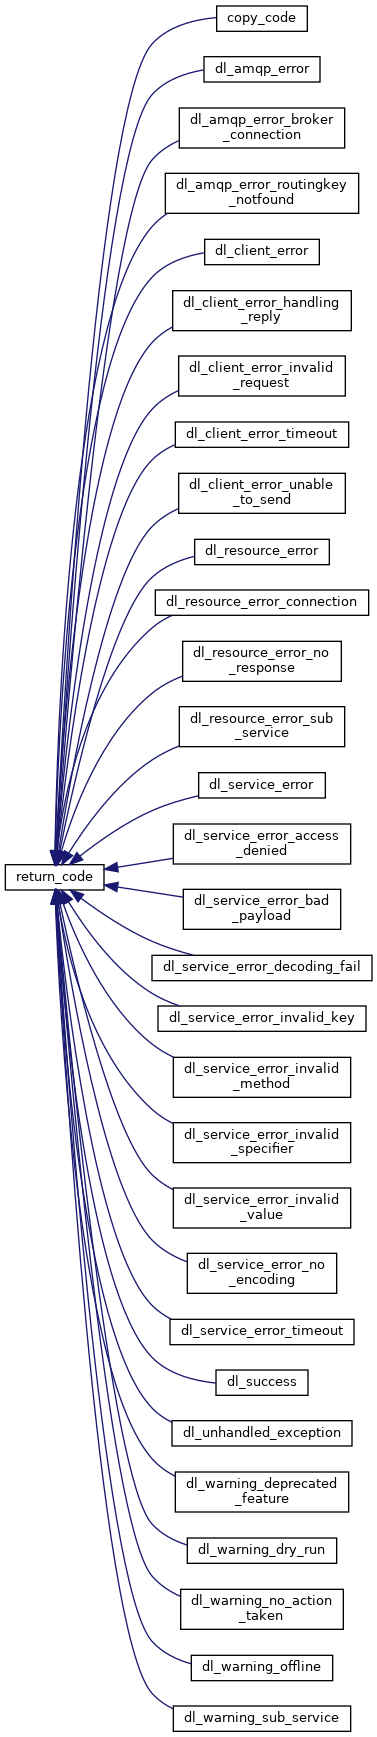 copy_code
dl_amqp_error
dl_amqp_error_broker
_connection
dl_amqp_error_routingkey
_notfound
dl_client_error
dl_client_error_handling
_reply
dl_client_error_invalid
_request
dl_client_error_timeout
dl_client_error_unable
_to_send
dl_resource_error
dl_resource_error_connection
dl_resource_error_no
_response
dl_resource_error_sub
_service
dl_service_error
dl_service_error_access
_denied
return_code
dl_service_error_bad
_payload
dl_service_error_decoding_fail
dl_service_error_invalid_key
dl_service_error_invalid
_method
dl_service_error_invalid
_specifier
dl_service_error_invalid
_value
dl_service_error_no
_encoding
dl_service_error_timeout
dl_success
dl_unhandled_exception
dl_warning_deprecated
_feature
dl_warning_dry_run
dl_warning_no_action
_taken
dl_warning_offline
dl_warning_sub_service